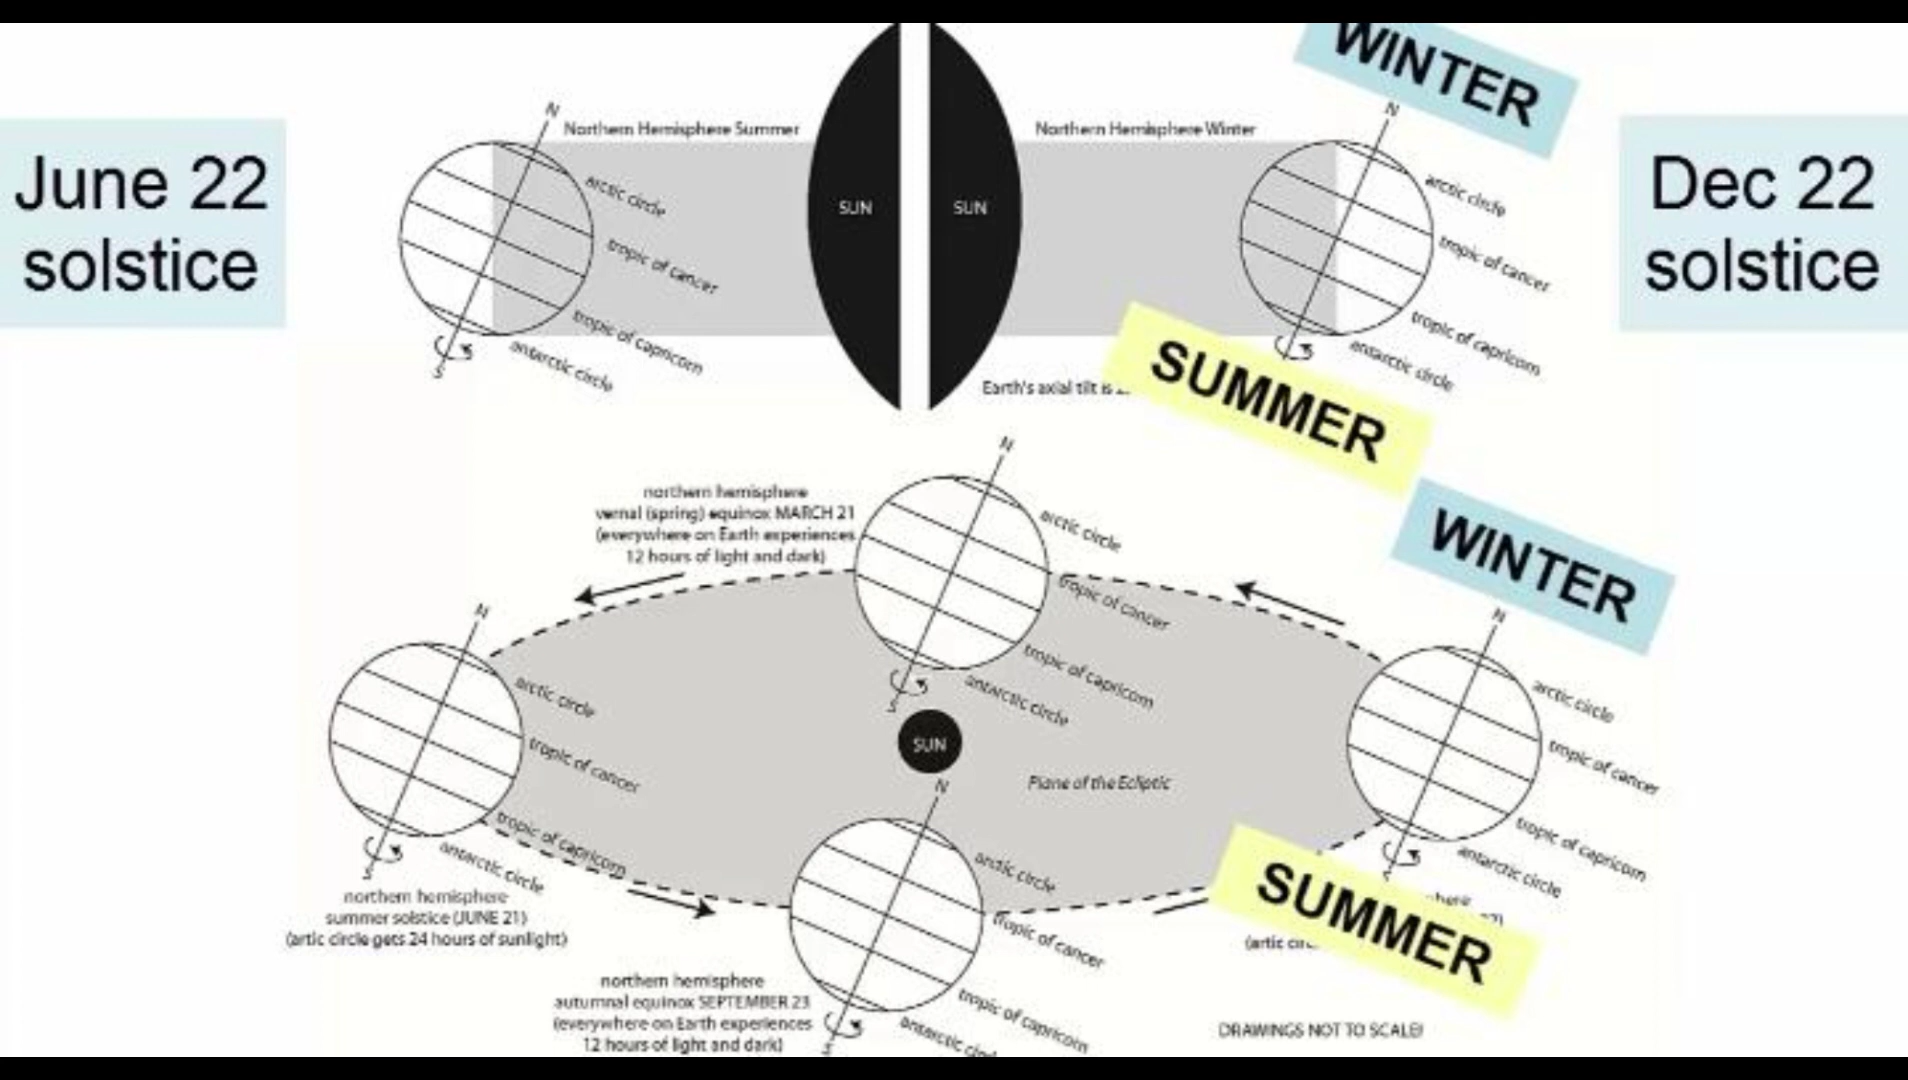 WINTER
June 22
solstice
Northern Hemisphere Summer
N
arctic circle
tropic of cancer
tropic of capricorn
antarctic circle
S
SUN
SUN
Northern Hemisphere Winter
N
arctic circle
tropic of cancer
tropic of capricorn
antarctic circle
Dec 22
solstice
Earth's axial tilt is
SUMMER
WINTER
northern hemisphere
vernal (spring) equinox MARCH 21
(everywhere on Earth experiences
12 hours of light and dark)
N
arctic circle
tropic of cancer
tropic of capricorn
antarctic circle
S
N
arctic circle
tropic of cancer
tropic of capricorn
antarctic circle
S
northern hemisphere
summer solstice (JUNE 21)
(artic circle gets 24 hours of sunlight)
SUN
Plane of the Ecliptic
N
arctic circle
tropic of cancer
tropic of capricorn
antarctic circle
SUMMER
(artic
N
arctic circle
tropic of cancer
tropic of capricorn
antarctic
S
northern hemisphere
autumnal equinox SEPTEMBER 23
(everywhere on Earth experiences
12 hours of light and dark)
DRAWINGS NOT TO SCALE!